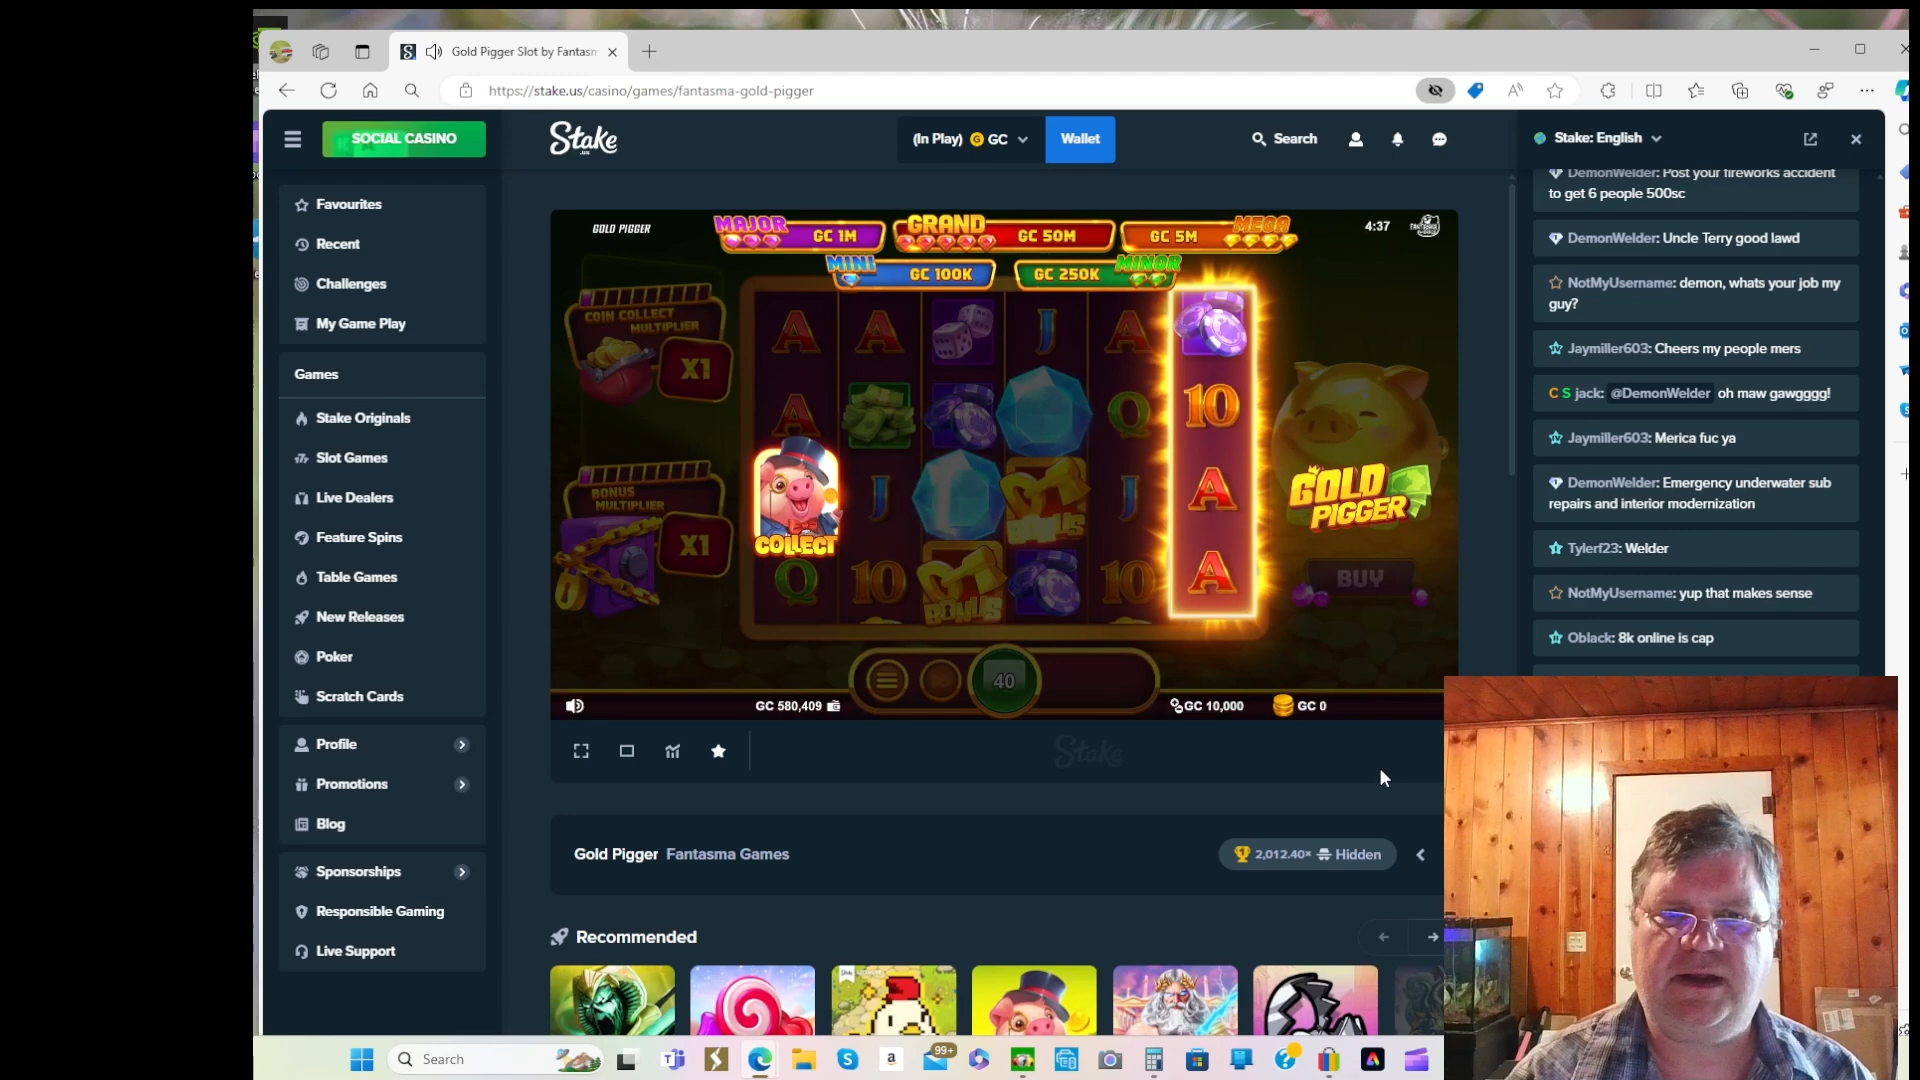 Gold Pigger Slot by Fantasm
https://stake.us/casino/games/fantasma-gold-pigger
SOCIAL CASINO
Stake
(In Play) GC
Wallet
Search
Stake: English
Favourites
Recent
Challenges
My Game Play
Games
Stake Originals
Slot Games
Live Dealers
Feature Spins
Table Games
New Releases
Poker
Scratch Cards
Profile
Promotions
Blog
Sponsorships
Responsible Gaming
Live Support
GOLD PIGGER
MAJOR GC 1M
GRAND GC 50M
GC 5M MEGA
4:37
MINI GC 100K
GC 250K MINOR
COIN COLLECT
MULTIPLIER
X1
BONUS
MULTIPLIER
X1
A A J A
A Q 10
COLLECT J BONUS J A
Q 10 BONUS 10 A
GOLD
PIGGER
BUY
40
GC 580,409
GC 10,000
GC 0
Stake
Gold Pigger Fantasma Games
2,012.40× Hidden
Recommended
DemonWelder: Post your fireworks accident
to get 6 people 500sc
DemonWelder: Uncle Terry good lawd
NotMyUsername: demon, whats your job my
guy?
Jaymiller603: Cheers my people mers
C S jack: @DemonWelder oh maw gawgggg!
Jaymiller603: Merica fuc ya
DemonWelder: Emergency underwater sub
repairs and interior modernization
Tylerf23: Welder
NotMyUsername: yup that makes sense
Oblack: 8k online is cap
Search
99+